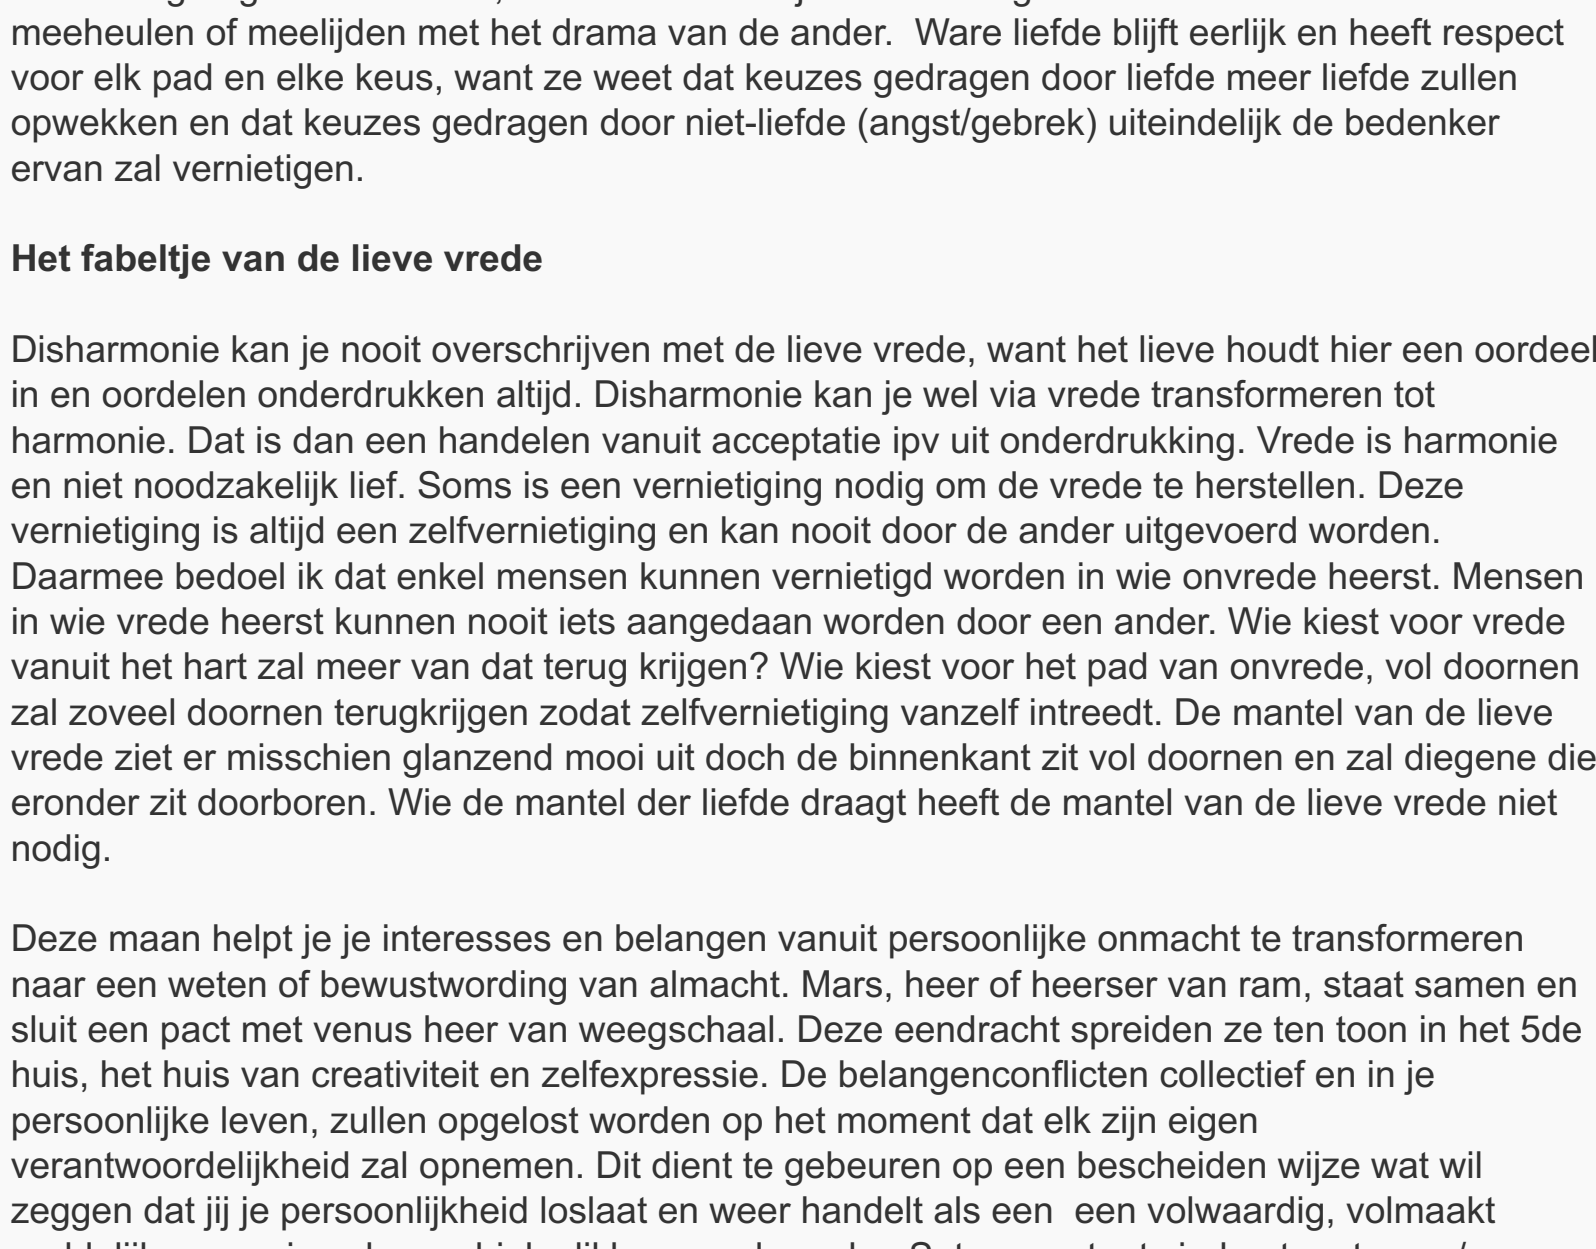 meeheulen of meelijden met het drama van de ander.  Ware liefde blijft eerlijk en heeft respect
voor elk pad en elke keus, want ze weet dat keuzes gedragen door liefde meer liefde zullen
opwekken en dat keuzes gedragen door niet-liefde (angst/gebrek) uiteindelijk de bedenker
ervan zal vernietigen.
Het fabeltje van de lieve vrede
Disharmonie kan je nooit overschrijven met de lieve vrede, want het lieve houdt hier een oordeel
in en oordelen onderdrukken altijd. Disharmonie kan je wel via vrede transformeren tot
harmonie. Dat is dan een handelen vanuit acceptatie ipv uit onderdrukking. Vrede is harmonie
en niet noodzakelijk lief. Soms is een vernietiging nodig om de vrede te herstellen. Deze
vernietiging is altijd een zelfvernietiging en kan nooit door de ander uitgevoerd worden.
Daarmee bedoel ik dat enkel mensen kunnen vernietigd worden in wie onvrede heerst. Mensen
in wie vrede heerst kunnen nooit iets aangedaan worden door een ander. Wie kiest voor vrede
vanuit het hart zal meer van dat terug krijgen? Wie kiest voor het pad van onvrede, vol doornen
zal zoveel doornen terugkrijgen zodat zelfvernietiging vanzelf intreedt. De mantel van de lieve
vrede ziet er misschien glanzend mooi uit doch de binnenkant zit vol doornen en zal diegene die
eronder zit doorboren. Wie de mantel der liefde draagt heeft de mantel van de lieve vrede niet
nodig.
Deze maan helpt je je interesses en belangen vanuit persoonlijke onmacht te transformeren
naar een weten of bewustwording van almacht. Mars, heer of heerser van ram, staat samen en
sluit een pact met venus heer van weegschaal. Deze eendracht spreiden ze ten toon in het 5de
huis, het huis van creativiteit en zelfexpressie. De belangenconflicten collectief en in je
persoonlijke leven, zullen opgelost worden op het moment dat elk zijn eigen
verantwoordelijkheid zal opnemen. Dit dient te gebeuren op een bescheiden wijze wat wil
zeggen dat jij je persoonlijkheid loslaat en weer handelt als een  een volwaardig, volmaakt